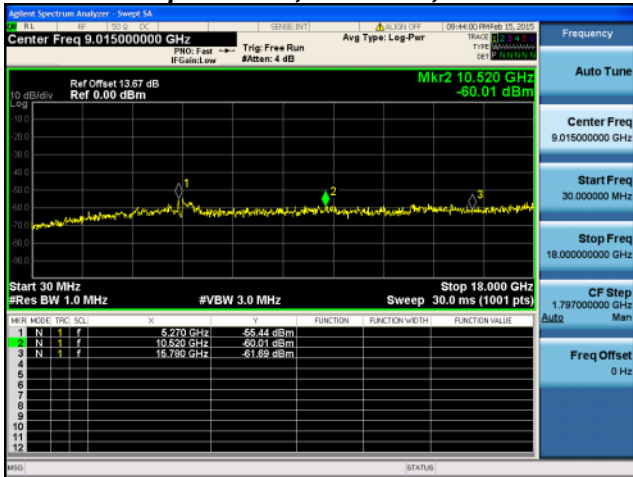 Agilent Spectrum Analyzer - Swept SA
RL RF 50 Ω DC SENSE:INT ALIGN OFF 09:44:00 PM Feb 15, 2015
Center Freq 9.015000000 GHz
PNO: Fast Trig: Free Run
IFGain:Low #Atten: 4 dB
Avg Type: Log-Pwr
TRACE 1 2 3 4 5 6
TYPE
DET P N N N N N
Mkr2 10.520 GHz
-60.01 dBm
Ref Offset 13.67 dB
10 dB/div Ref 0.00 dBm
Log
-10.0
-30.0
-40.0
-50.0
-60.0
-70.0
-80.0
-90.0
1
2
3
Start 30 MHz Stop 18.000 GHz
#Res BW 1.0 MHz #VBW 3.0 MHz Sweep 30.0 ms (1001 pts)
MKR MODE TRC SCL X Y FUNCTION FUNCTION WIDTH FUNCTION VALUE
1 N 1 f 5.270 GHz -55.44 dBm
2 N 1 f 10.520 GHz -60.01 dBm
3 N 1 f 15.780 GHz -61.69 dBm
4
5
6
7
8
9
10
11
12
MSG STATUS
Frequency
Auto Tune
Center Freq
9.015000000 GHz
Start Freq
30.000000 MHz
Stop Freq
18.000000000 GHz
CF Step
1.797000000 GHz
Auto Man
Freq Offset
0 Hz